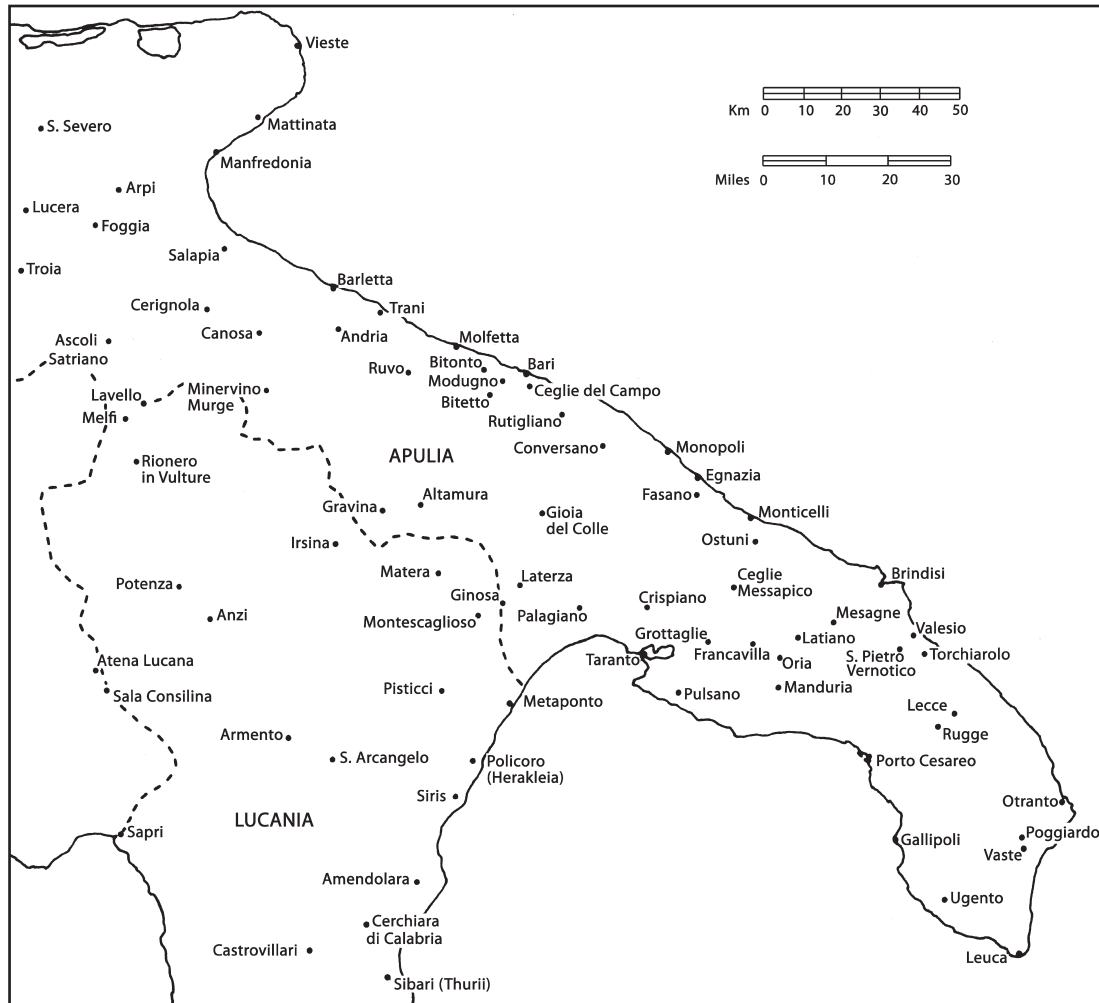 Vieste
Km 0 10 20 30 40 50
Mattinata
S. Severo
Manfredonia
Miles 0 10 20 30
Arpi
Lucera
Foggia
Salapia
Troia
Barletta
Cerignola
Trani
Canosa
Andria
Ascoli
Satriano
Molfetta
Bitonto
Bari
Ruvo
Modugno
Ceglie del Campo
Lavello
Minervino
Murge
Bitetto
Melfi
Rutigliano
Conversano
Monopoli
APULIA
Rionero
in Vulture
Egnazia
Fasano
Altamura
Gravina
Gioia
del Colle
Monticelli
Ostuni
Irsina
Matera
Laterza
Ceglie
Messapico
Brindisi
Potenza
Ginosa
Crispiano
Anzi
Montescaglioso
Palagiano
Mesagne
Grottaglie
Latiano
Valesio
Taranto
Francavilla
Oria
S. Pietro
Vernotico
Torchiarolo
Atena Lucana
Sala Consilina
Pisticci
Metaponto
Pulsano
Manduria
Lecce
Rugge
Armento
S. Arcangelo
Policoro
(Herakleia)
Porto Cesareo
Siris
Otranto
LUCANIA
Sapri
Gallipoli
Poggiardo
Vaste
Amendolara
Ugento
Cerchiara
di Calabria
Castrovillari
Leuca
Sibari (Thurii)